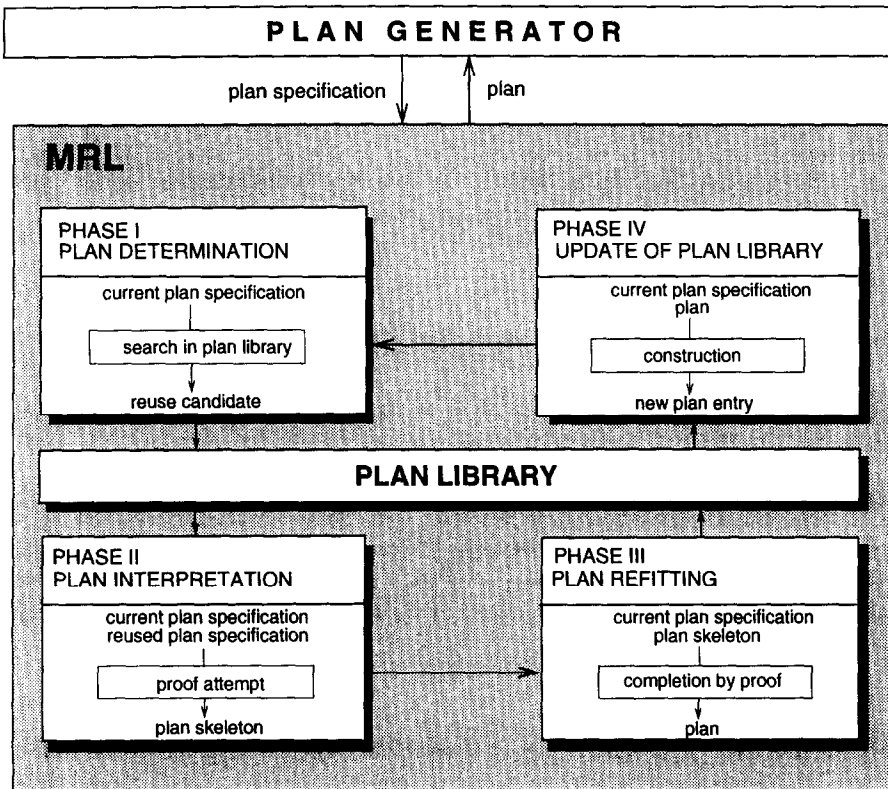 PLAN GENERATOR
plan specification
plan
MRL
PHASE I
PLAN DETERMINATION
current plan specification
search in plan library
reuse candidate
PHASE IV
UPDATE OF PLAN LIBRARY
current plan specification
plan
construction
new plan entry
PLAN LIBRARY
PHASE II
PLAN INTERPRETATION
current plan specification
reused plan specification
proof attempt
plan skeleton
PHASE III
PLAN REFITTING
current plan specification
plan skeleton
completion by proof
plan